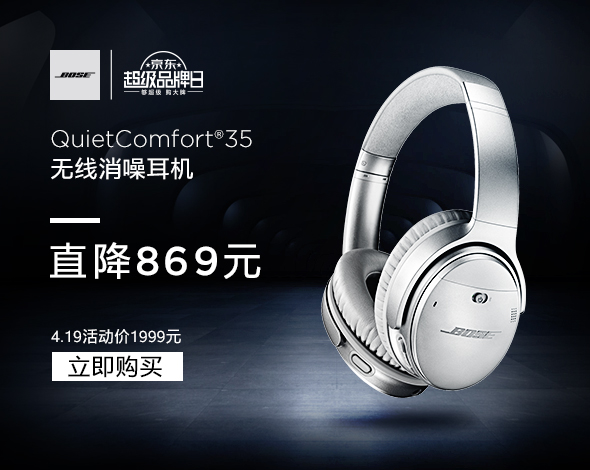 BOSE
京东
超级品牌日
够超级 购大牌
QuietComfort®35
无线消噪耳机
直降869元
4.19活动价1999元
立即购买
BOSE